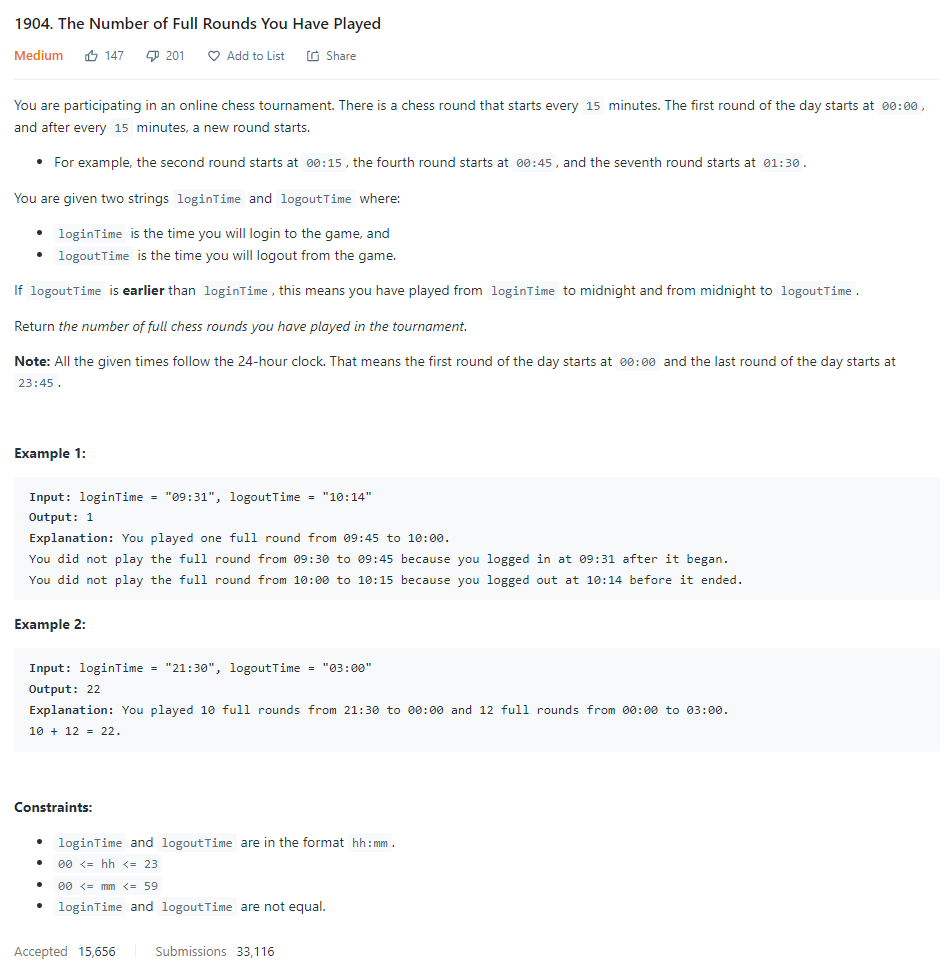 1904. The Number of Full Rounds You Have Played
Medium 147 201 Add to List Share
You are participating in an online chess tournament. There is a chess round that starts every 15 minutes. The first round of the day starts at 00:00 ,
and after every 15 minutes, a new round starts.
• For example, the second round starts at 00:15 , the fourth round starts at 00:45 , and the seventh round starts at 01:30 .
You are given two strings loginTime and logoutTime where:
• loginTime is the time you will login to the game, and
• logoutTime is the time you will logout from the game.
If logoutTime is earlier than loginTime , this means you have played from loginTime to midnight and from midnight to logoutTime .
Return the number of full chess rounds you have played in the tournament.
Note: All the given times follow the 24-hour clock. That means the first round of the day starts at 00:00 and the last round of the day starts at
23:45 .
Example 1:
Input: loginTime = "09:31", logoutTime = "10:14"
Output: 1
Explanation: You played one full round from 09:45 to 10:00.
You did not play the full round from 09:30 to 09:45 because you logged in at 09:31 after it began.
You did not play the full round from 10:00 to 10:15 because you logged out at 10:14 before it ended.
Example 2:
Input: loginTime = "21:30", logoutTime = "03:00"
Output: 22
Explanation: You played 10 full rounds from 21:30 to 00:00 and 12 full rounds from 00:00 to 03:00.
10 + 12 = 22.
Constraints:
• loginTime and logoutTime are in the format hh:mm .
• 00 <= hh <= 23
• 00 <= mm <= 59
• loginTime and logoutTime are not equal.
Accepted 15,656 Submissions 33,116